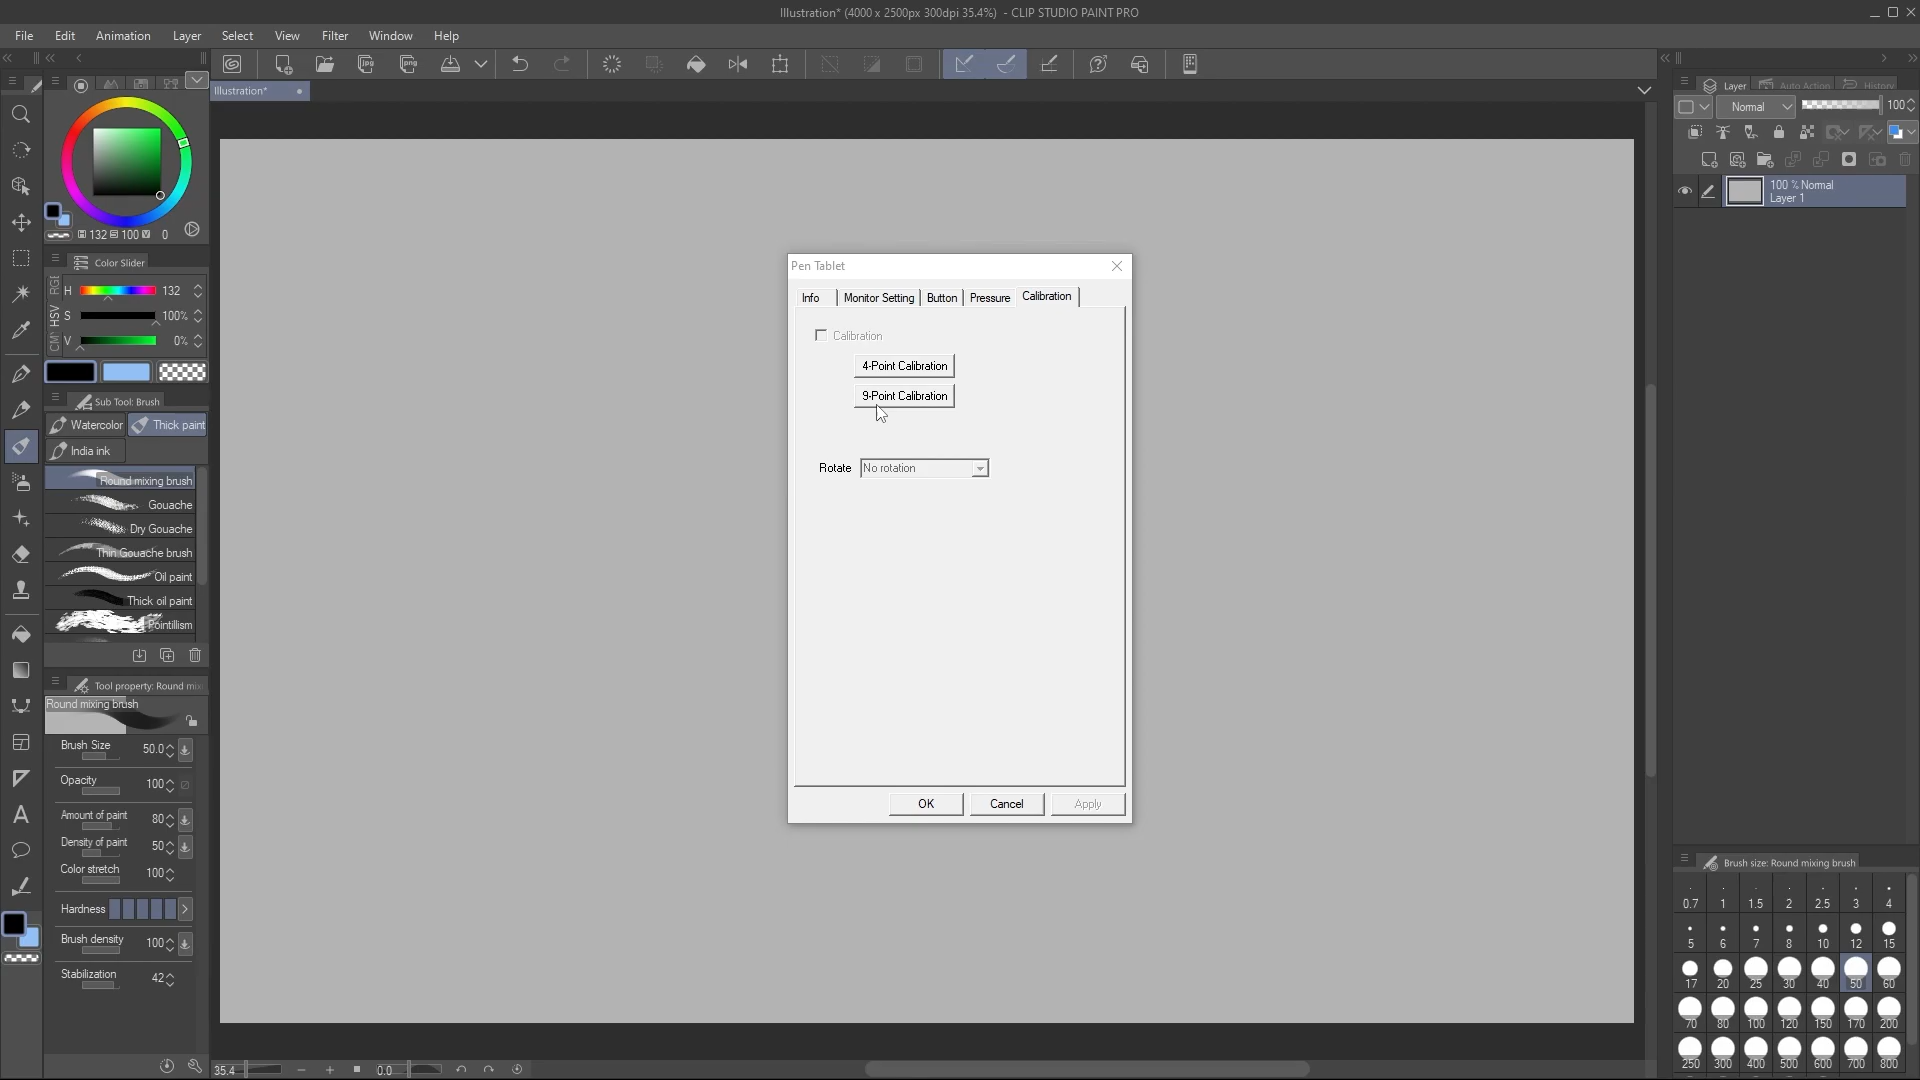 Illustration* (4000 x 2500px 300dpi 35.4%) - CLIP STUDIO PAINT PRO
File Edit Animation Layer Select View Filter Window Help
Illustration*
132 100 0
Color Slider
RGB
HSV
H 132
S 100%
V 0%
Sub Tool: Brush
Watercolor Thick paint
India ink
Round mixing brush
Gouache
Dry Gouache
Thin Gouache brush
Oil paint
Thick oil paint
Pointillism
Tool property: Round mix
Round mixing brush
Brush Size 50.0
Opacity 100
Amount of paint 80
Density of paint 50
Color stretch 100
Hardness
Brush density 100
Stabilization 42
35.4 0.0
Pen Tablet
Info Monitor Setting Button Pressure Calibration
Calibration
4-Point Calibration
9-Point Calibration
Rotate No rotation
OK Cancel Apply
Layer Auto Action History
Normal 100
100 % Normal
Layer 1
Brush size: Round mixing brush
0.7 1 1.5 2 2.5 3 4
5 6 7 8 10 12 15
17 20 25 30 40 50 60
70 80 100 120 150 170 200
250 300 400 500 600 700 800